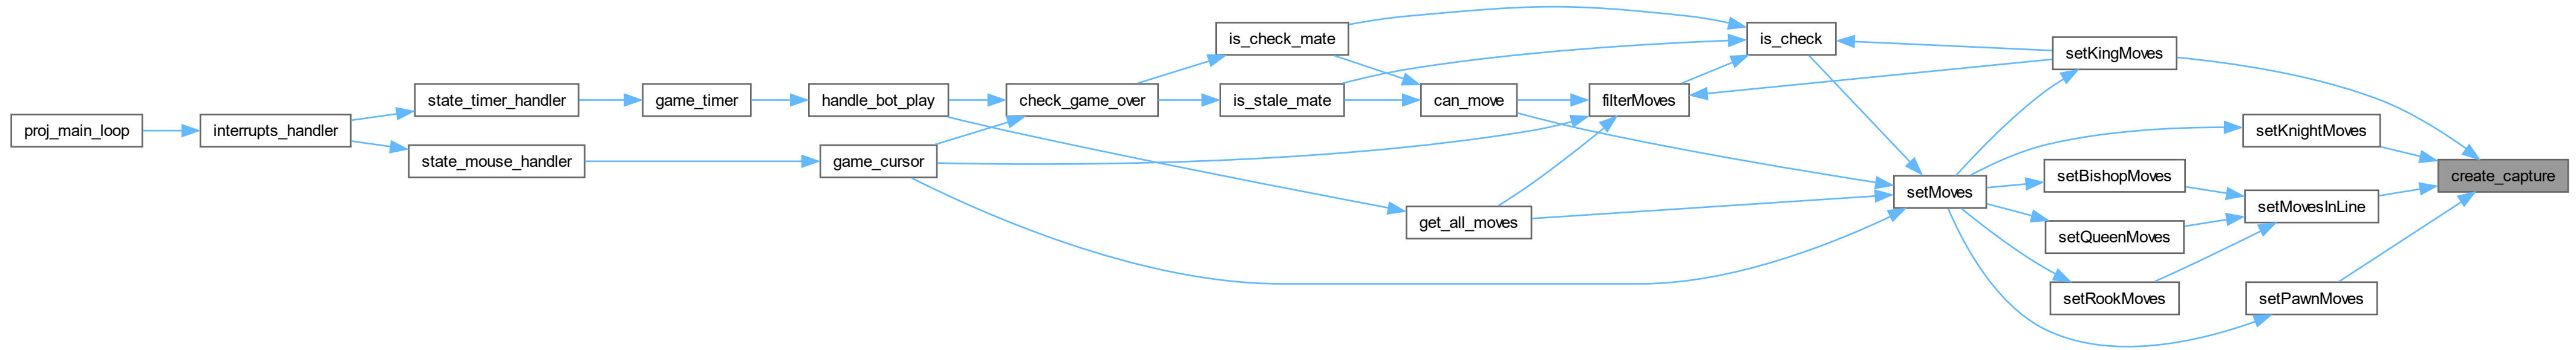 proj_main_loop
interrupts_handler
state_timer_handler
state_mouse_handler
game_timer
handle_bot_play
game_cursor
check_game_over
is_check_mate
is_stale_mate
can_move
get_all_moves
filterMoves
is_check
setMoves
setKingMoves
setKnightMoves
setBishopMoves
setQueenMoves
setRookMoves
setMovesInLine
setPawnMoves
create_capture